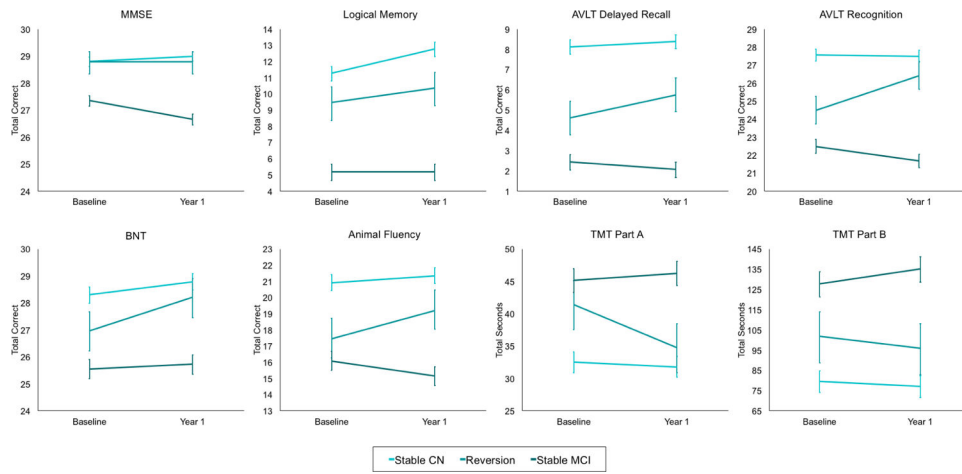 MMSE
Total Correct
30
29
28
27
26
25
24
Baseline Year 1
Logical Memory
Total Correct
14
13
12
11
10
9
8
7
6
5
4
Baseline Year 1
AVLT Delayed Recall
Total Correct
9
8
7
6
5
4
3
2
1
Baseline Year 1
AVLT Recognition
Total Correct
29
28
27
26
25
24
23
22
21
20
Baseline Year 1
BNT
Total Correct
30
29
28
27
26
25
24
Baseline Year 1
Animal Fluency
Total Correct
23
22
21
20
19
18
17
16
15
14
13
Baseline Year 1
TMT Part A
Total Seconds
50
45
40
35
30
25
Baseline Year 1
TMT Part B
Total Seconds
145
135
125
115
105
95
85
75
65
Baseline Year 1
Stable CN Reversion Stable MCI